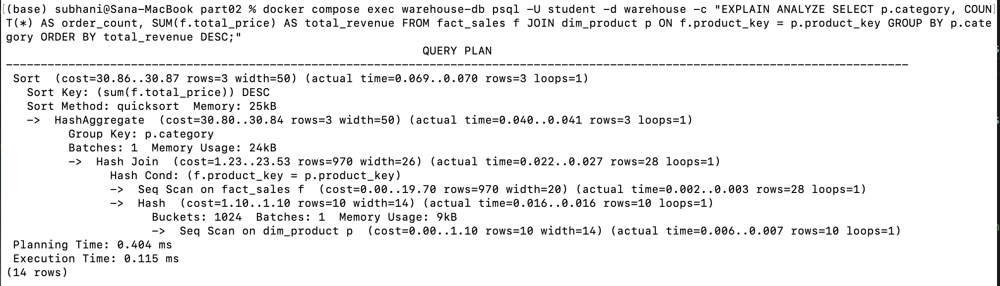 [(base) subhani@Sana-MacBook part02 % docker compose exec warehouse-db psql -U student -d warehouse -c "EXPLAIN ANALYZE SELECT p.category, COUN]
T(*) AS order_count, SUM(f.total_price) AS total_revenue FROM fact_sales f JOIN dim_product p ON f.product_key = p.product_key GROUP BY p.cate
gory ORDER BY total_revenue DESC;"
QUERY PLAN
----------------------------------------------------------------------------------------------------------------------------------
Sort  (cost=30.86..30.87 rows=3 width=50) (actual time=0.069..0.070 rows=3 loops=1)
  Sort Key: (sum(f.total_price)) DESC
  Sort Method: quicksort  Memory: 25kB
  ->  HashAggregate  (cost=30.80..30.84 rows=3 width=50) (actual time=0.040..0.041 rows=3 loops=1)
        Group Key: p.category
        Batches: 1  Memory Usage: 24kB
        ->  Hash Join  (cost=1.23..23.53 rows=970 width=26) (actual time=0.022..0.027 rows=28 loops=1)
              Hash Cond: (f.product_key = p.product_key)
              ->  Seq Scan on fact_sales f  (cost=0.00..19.70 rows=970 width=20) (actual time=0.002..0.003 rows=28 loops=1)
              ->  Hash  (cost=1.10..1.10 rows=10 width=14) (actual time=0.016..0.016 rows=10 loops=1)
                    Buckets: 1024  Batches: 1  Memory Usage: 9kB
                    ->  Seq Scan on dim_product p  (cost=0.00..1.10 rows=10 width=14) (actual time=0.006..0.007 rows=10 loops=1)
Planning Time: 0.404 ms
Execution Time: 0.115 ms
(14 rows)